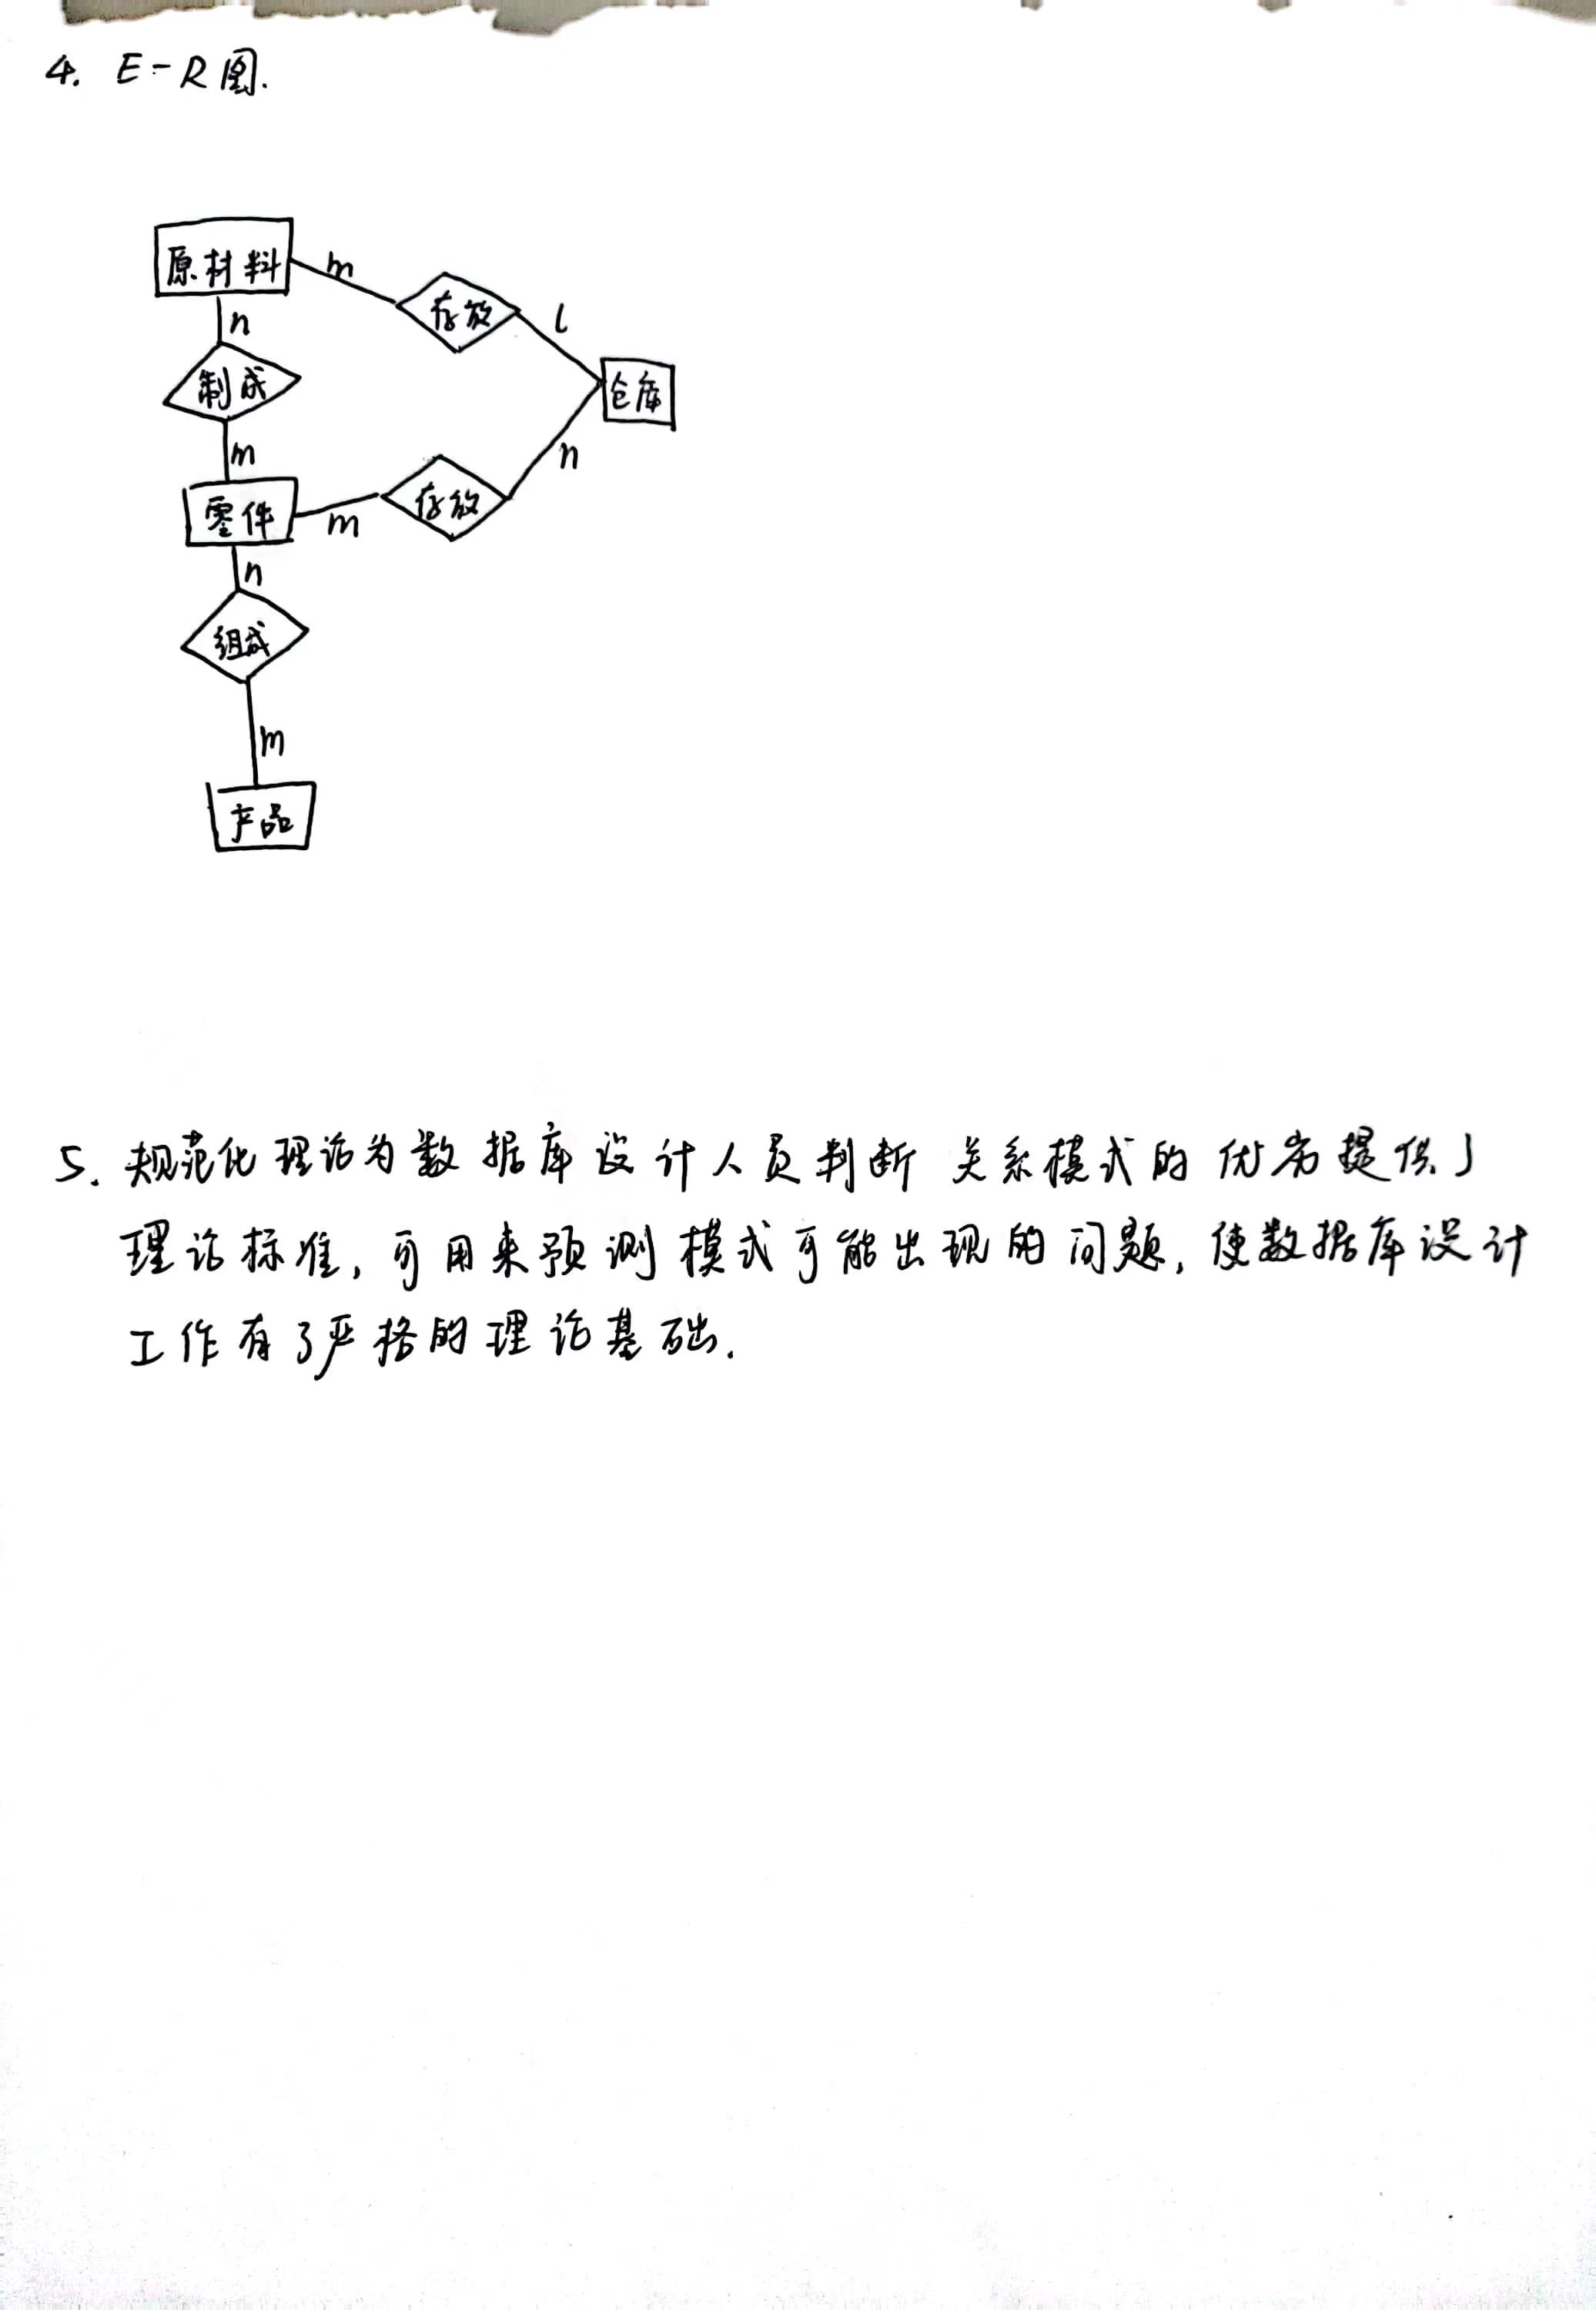 4. E-R图.
原材料
m
存放
l
n
制成
仓库
m
n
零件
m
存放
n
组成
m
产品
5. 规范化理论为数据库设计人员判断关系模式的优劣提供了
理论标准,可用来预测模式可能出现的问题,使数据库设计
工作有了严格的理论基础.